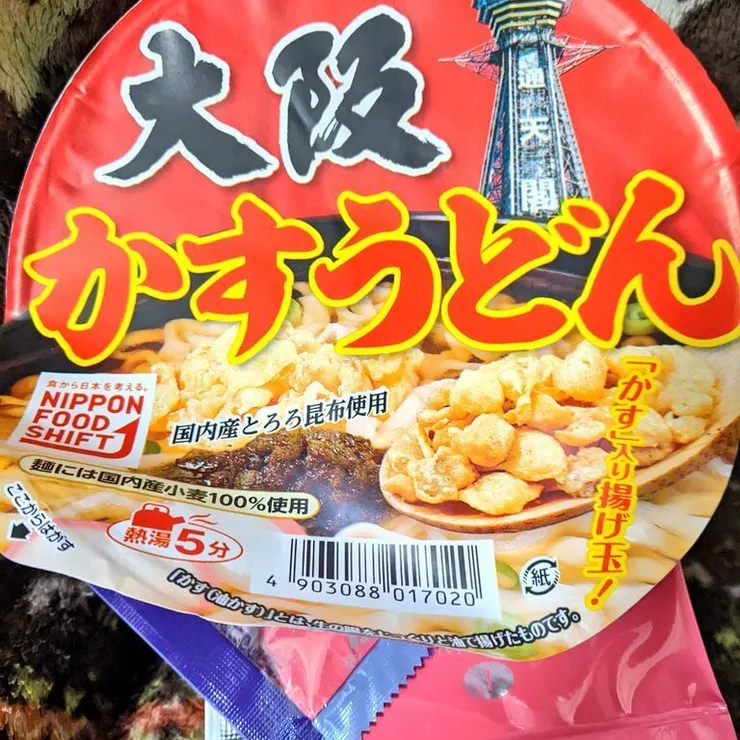 大阪
通天閣
かすうどん
「かす」入り揚げ玉!
食から日本を考える。
NIPPON
FOOD
SHIFT
国内産とろろ昆布使用
麺には国内産小麦100%使用
ここからはがす
熱湯5分
4 903088 017020
紙
「かす(油かす)」とは、牛の腸をじっくりと油で揚げたものです。